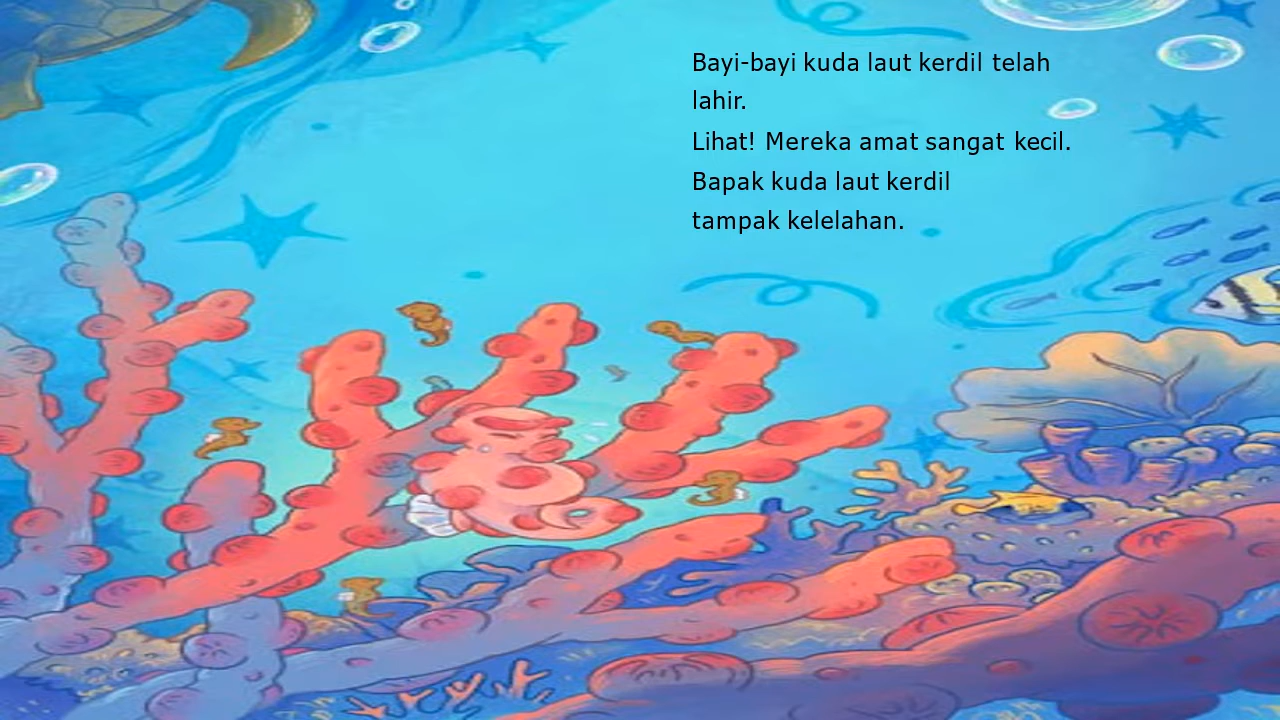 Bayi-bayi kuda laut kerdil telah
lahir.
Lihat! Mereka amat sangat kecil.
Bapak kuda laut kerdil
tampak kelelahan.